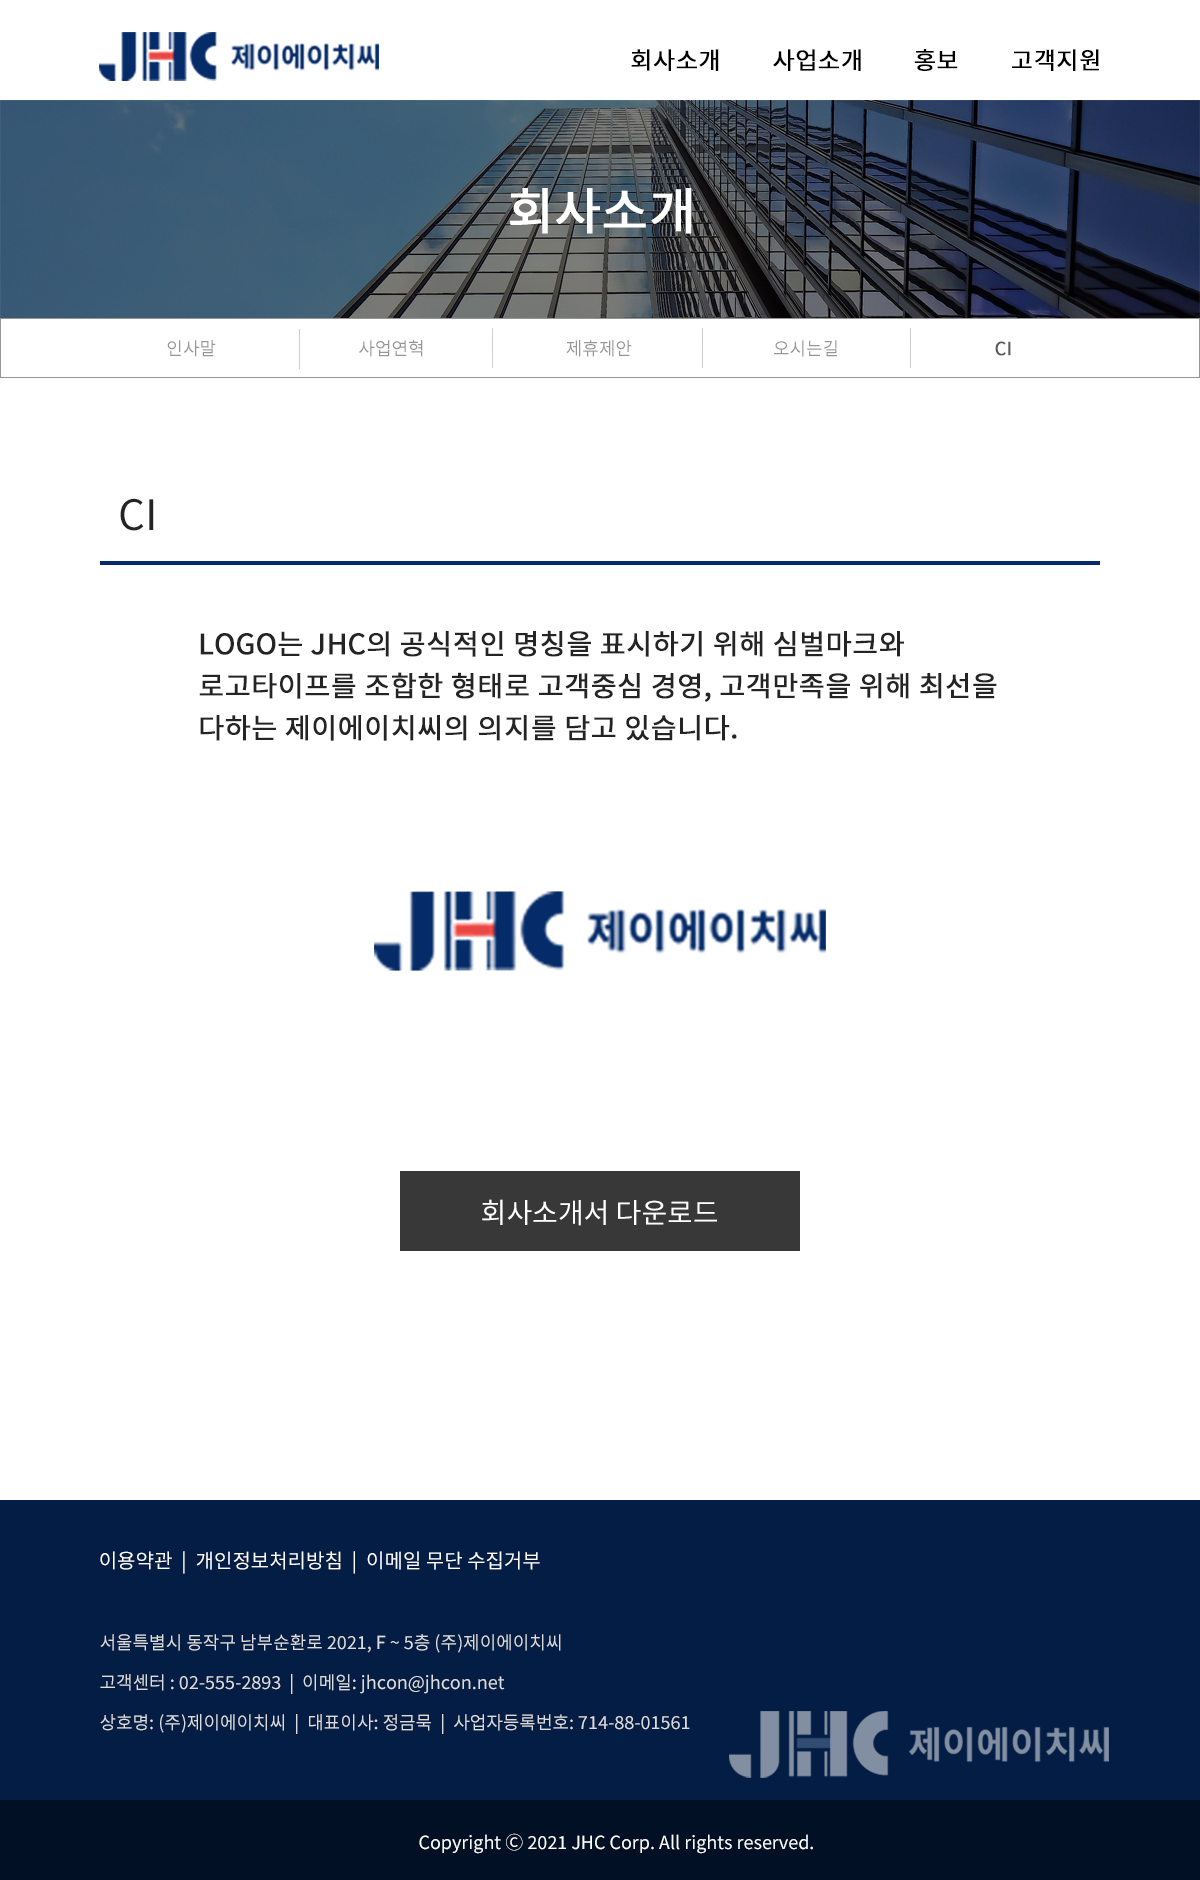 JHC 제이에이치씨
회사소개 사업소개 홍보 고객지원
회사소개
인사말 사업연혁 제휴제안 오시는길 CI
CI
LOGO는 JHC의 공식적인 명칭을 표시하기 위해 심벌마크와
로고타이프를 조합한 형태로 고객중심 경영, 고객만족을 위해 최선을
다하는 제이에이치씨의 의지를 담고 있습니다.
JHC 제이에이치씨
회사소개서 다운로드
이용약관 | 개인정보처리방침 | 이메일 무단 수집거부
서울특별시 동작구 남부순환로 2021, F ~ 5층 (주)제이에이치씨
고객센터 : 02-555-2893 | 이메일: jhcon@jhcon.net
상호명: (주)제이에이치씨 | 대표이사: 정금묵 | 사업자등록번호: 714-88-01561
JHC 제이에이치씨
Copyright ⓒ 2021 JHC Corp. All rights reserved.